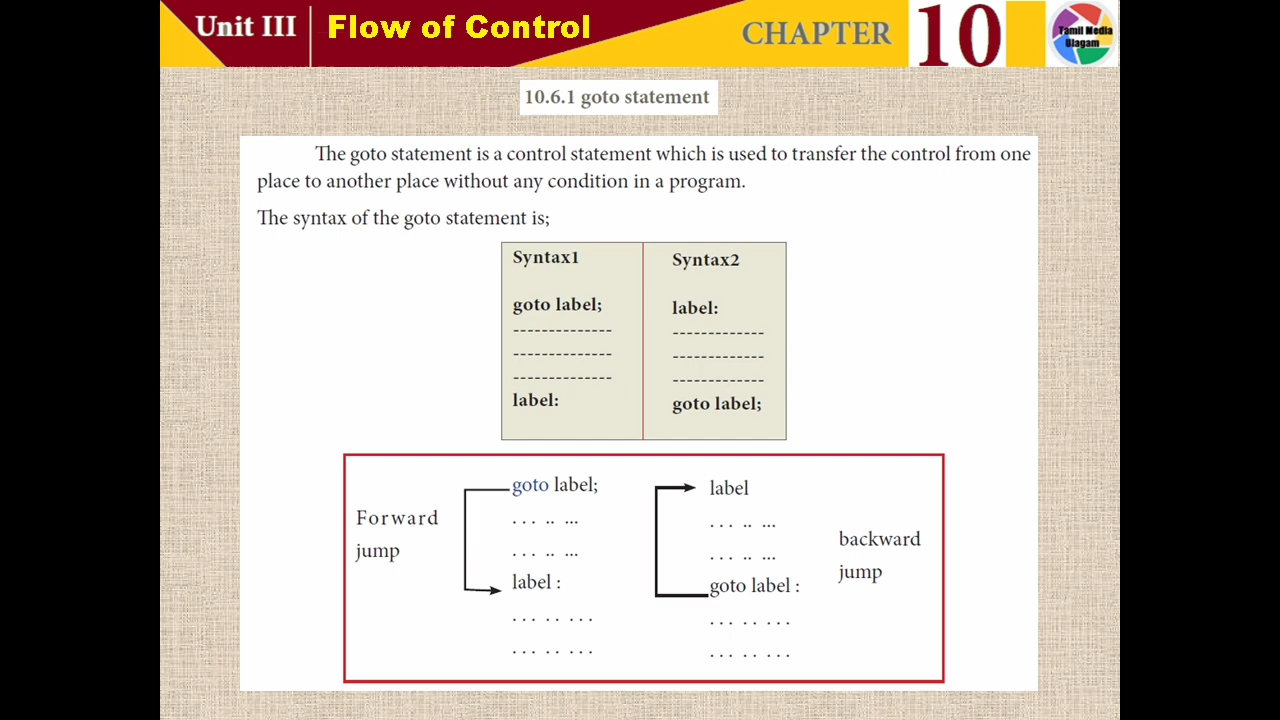 Unit III
Flow of Control
CHAPTER
10
Tamil Media
Ulagam
10.6.1 goto statement
The goto statement is a control statement which is used to transfer the control from one
place to another place without any condition in a program.
The syntax of the goto statement is;
Syntax1
goto label;
--------------
--------------
--------------
label:
Syntax2
label:
-------------
-------------
-------------
goto label;
Forward
jump
goto label;
. . . .. ...
. . . .. ...
label :
. . . . . . . .
. . . . . . . .
label
. . . .. ...
. . . .. ...
goto label :
. . . . . . . .
. . . . . . . .
backward
jump